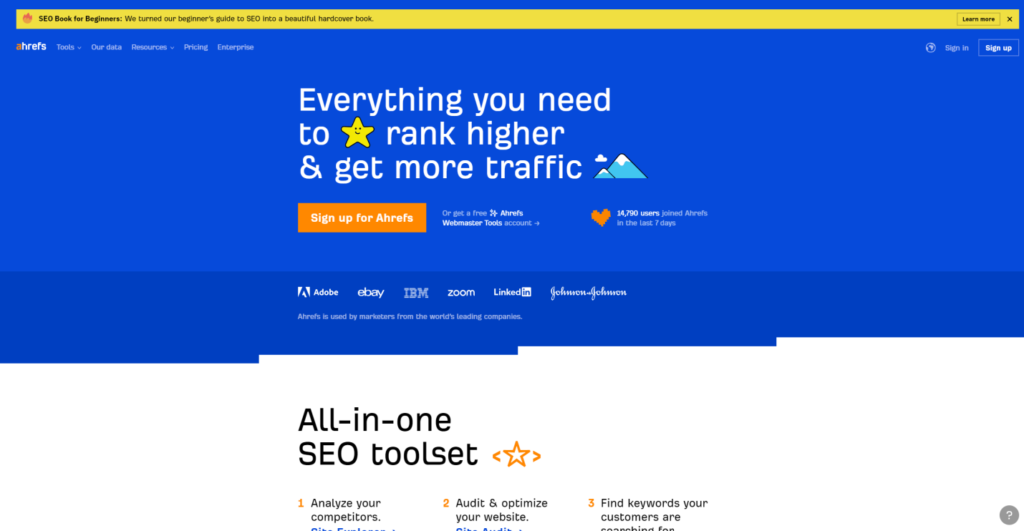 SEO Book for Beginners: We turned our beginner's guide to SEO into a beautiful hardcover book.
Learn more
ahrefs Tools Our data Resources Pricing Enterprise
Sign in Sign up
Everything you need
to rank higher
& get more traffic
Sign up for Ahrefs
Or get a free Ahrefs
Webmaster Tools account →
14,790 users joined Ahrefs
in the last 7 days
Adobe ebay IBM zoom LinkedIn Johnson & Johnson
Ahrefs is used by marketers from the world's leading companies.
All-in-one
SEO toolset
1 Analyze your
competitors.
Site Explorer →
2 Audit & optimize
your website.
Site Audit →
3 Find keywords your
customers are
searching for.
?